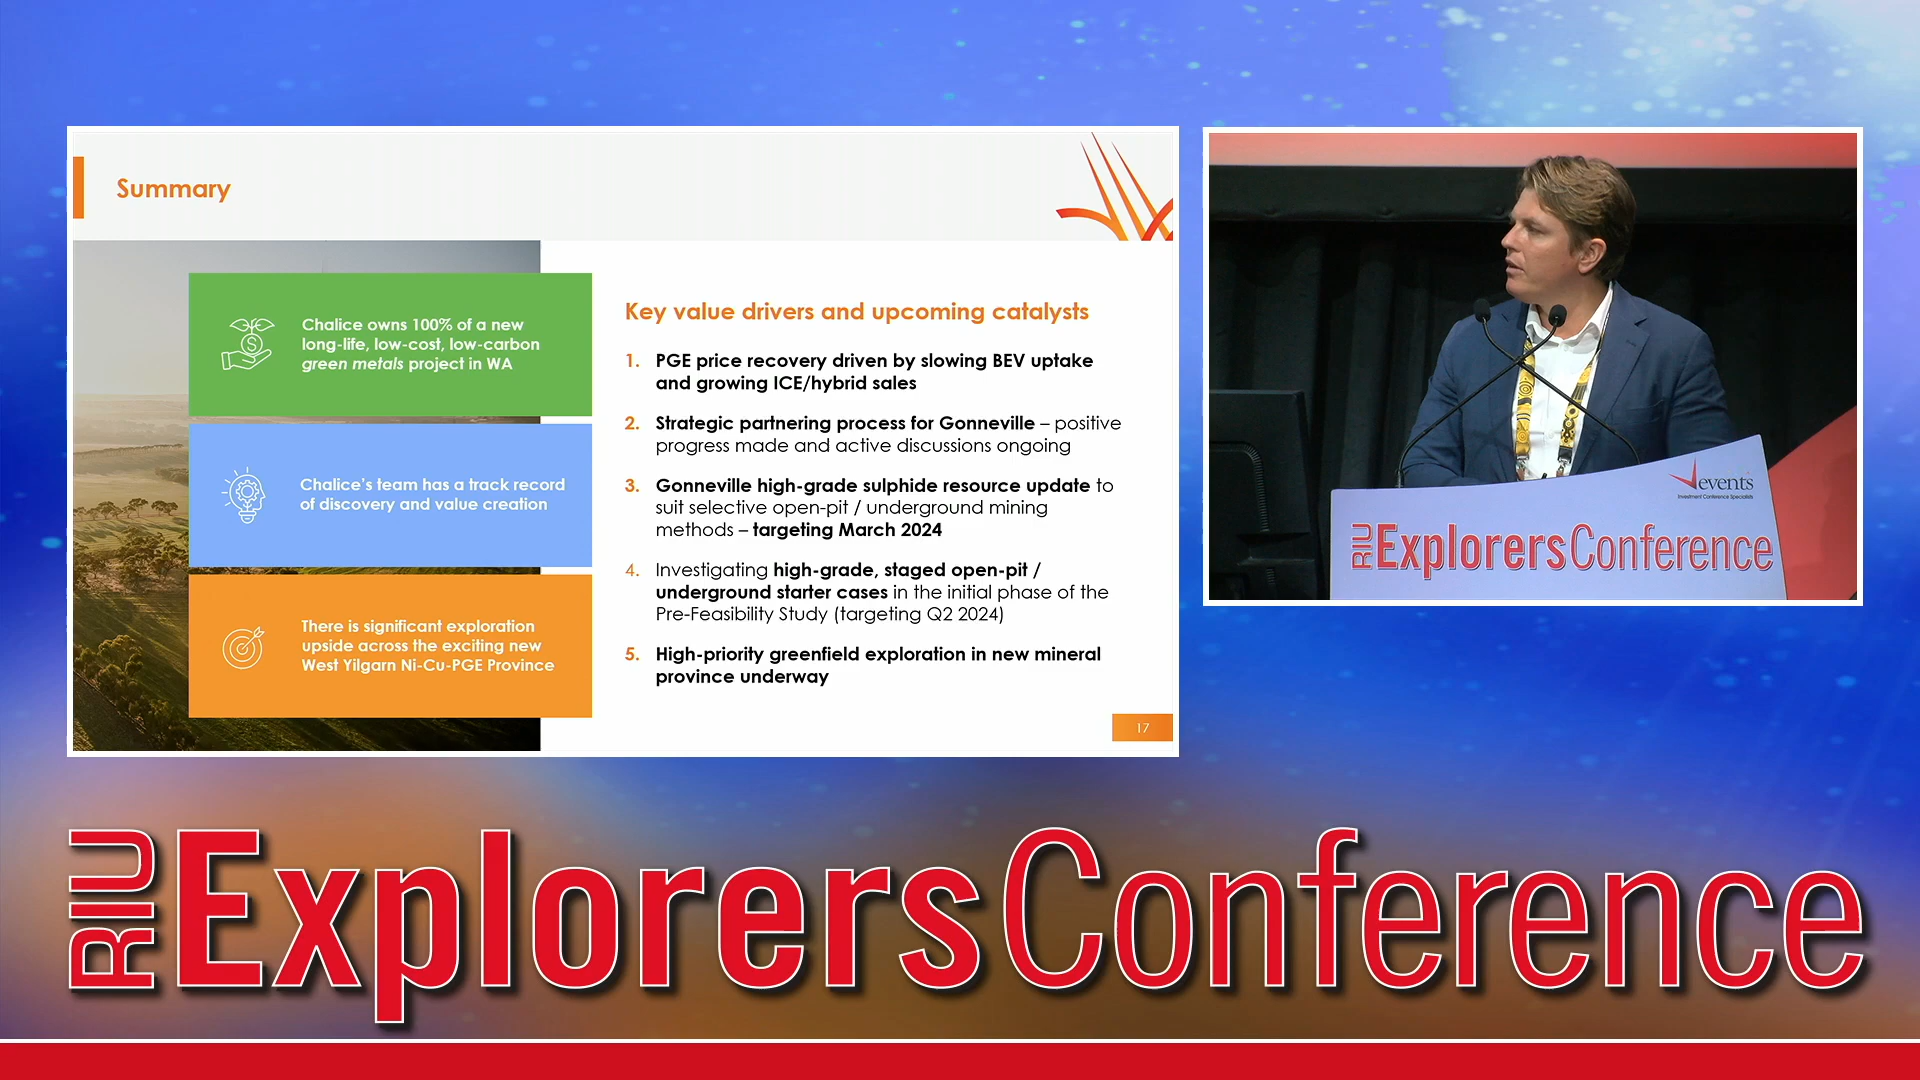 Summary
Chalice owns 100% of a new
long-life, low-cost, low-carbon
green metals project in WA
Chalice's team has a track record
of discovery and value creation
There is significant exploration
upside across the exciting new
West Yilgarn Ni-Cu-PGE Province
Key value drivers and upcoming catalysts
1. PGE price recovery driven by slowing BEV uptake
and growing ICE/hybrid sales
2. Strategic partnering process for Gonneville – positive
progress made and active discussions ongoing
3. Gonneville high-grade sulphide resource update to
suit selective open-pit / underground mining
methods – targeting March 2024
4. Investigating high-grade, staged open-pit /
underground starter cases in the initial phase of the
Pre-Feasibility Study (targeting Q2 2024)
5. High-priority greenfield exploration in new mineral
province underway
17
Vevents
Investment Conference Specialists
RIU ExplorersConference
RIU ExplorersConference